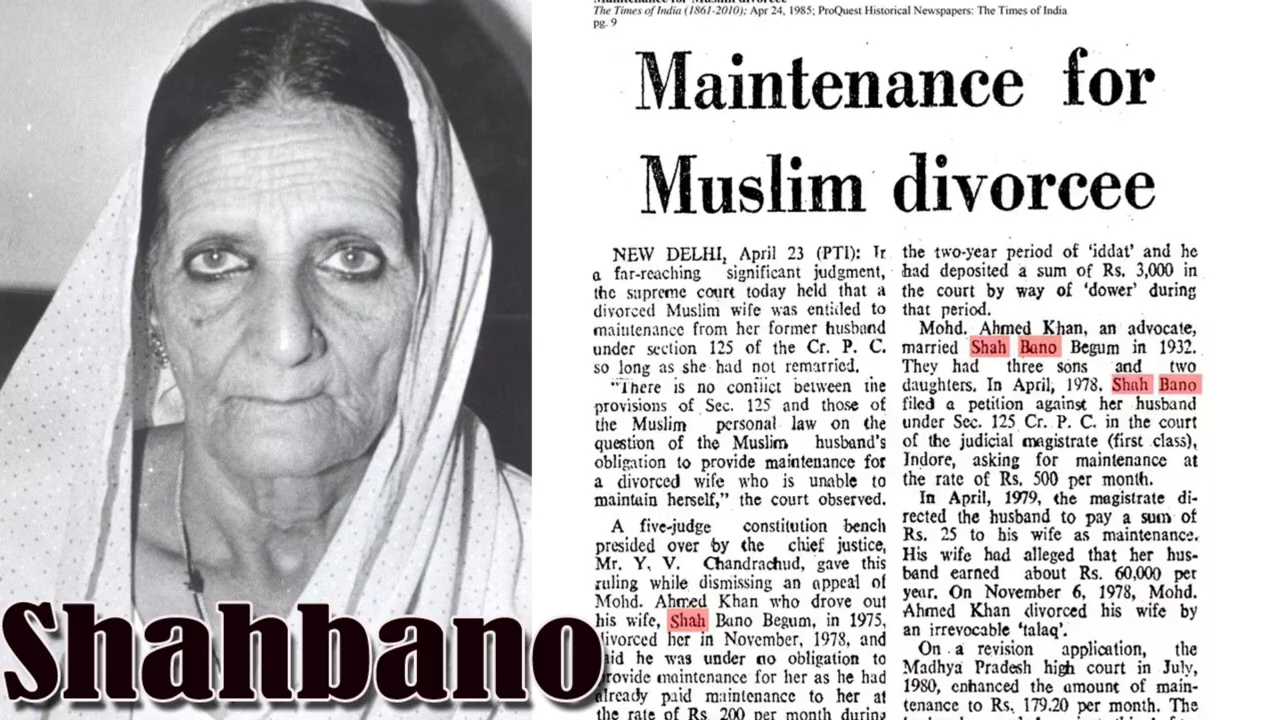 Maintenance for Muslim divorcee
The Times of India (1861-2010); Apr 24, 1985; ProQuest Historical Newspapers: The Times of India
pg. 9
Maintenance for
Muslim divorcee
NEW DELHI, April 23 (PTI): In
a far-reaching significant judgment,
the supreme court today held that a
divorced Muslim wife was entitled to
maintenance from her former husband
under section 125 of the Cr. P. C.
so long as she had not remarried.
"There is no conflict between the
provisions of Sec. 125 and those of
the Muslim personal law on the
question of the Muslim husband's
obligation to provide maintenance for
a divorced wife who is unable to
maintain herself," the court observed.
A five-judge constitution bench
presided over by the chief justice,
Mr. Y. V. Chandrachud, gave this
ruling while dismissing an appeal of
Mohd. Ahmed Khan who drove out
his wife, Shah Bano Begum, in 1975,
divorced her in November, 1978, and
said he was under no obligation to
provide maintenance for her as he had
already paid maintenance to her at
the rate of Rs. 200 per month during
the two-year period of 'iddat' and he
had deposited a sum of Rs. 3,000 in
the court by way of 'dower' during
that period.
Mohd. Ahmed Khan, an advocate,
married Shah Bano Begum in 1932.
They had three sons and two
daughters. In April, 1978, Shah Bano
filed a petition against her husband
under Sec. 125 Cr. P. C. in the court
of the judicial magistrate (first class),
Indore, asking for maintenance at
the rate of Rs. 500 per month.
In April, 1979, the magistrate di-
rected the husband to pay a sum of
Rs. 25 to his wife as maintenance.
His wife had alleged that her hus-
band earned about Rs. 60,000 per
year. On November 6, 1978, Mohd.
Ahmed Khan divorced his wife by
an irrevocable 'talaq'.
On a revision application, the
Madhya Pradesh high court in July,
1980, enhanced the amount of main-
tenance to Rs. 179.20 per month. The
Shahbano